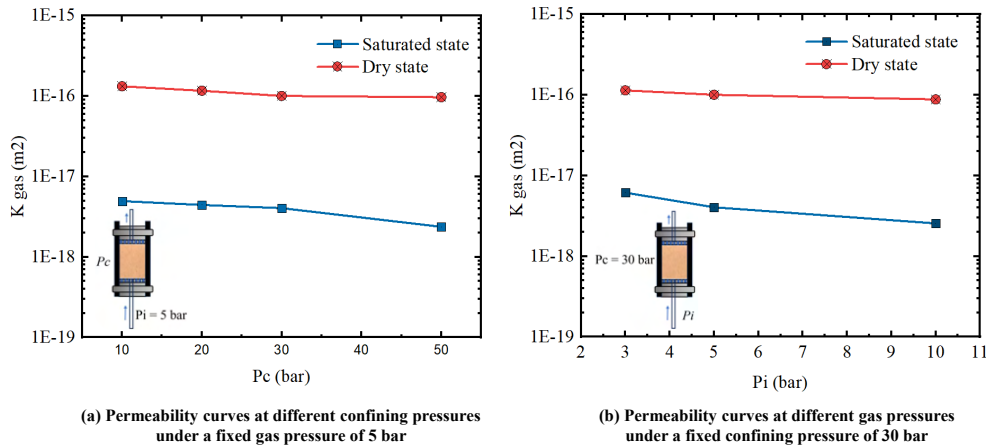 1E-15
1E-16
1E-17
1E-18
1E-19
K gas (m2)
Saturated state
Dry state
Pc
Pi = 5 bar
10 20 30 40 50
Pc (bar)
(a) Permeability curves at different confining pressures
under a fixed gas pressure of 5 bar
1E-15
1E-16
1E-17
1E-18
1E-19
K gas (m2)
Saturated state
Dry state
Pc = 30 bar
Pi
2 3 4 5 6 7 8 9 10 11
Pi (bar)
(b) Permeability curves at different gas pressures
under a fixed confining pressure of 30 bar